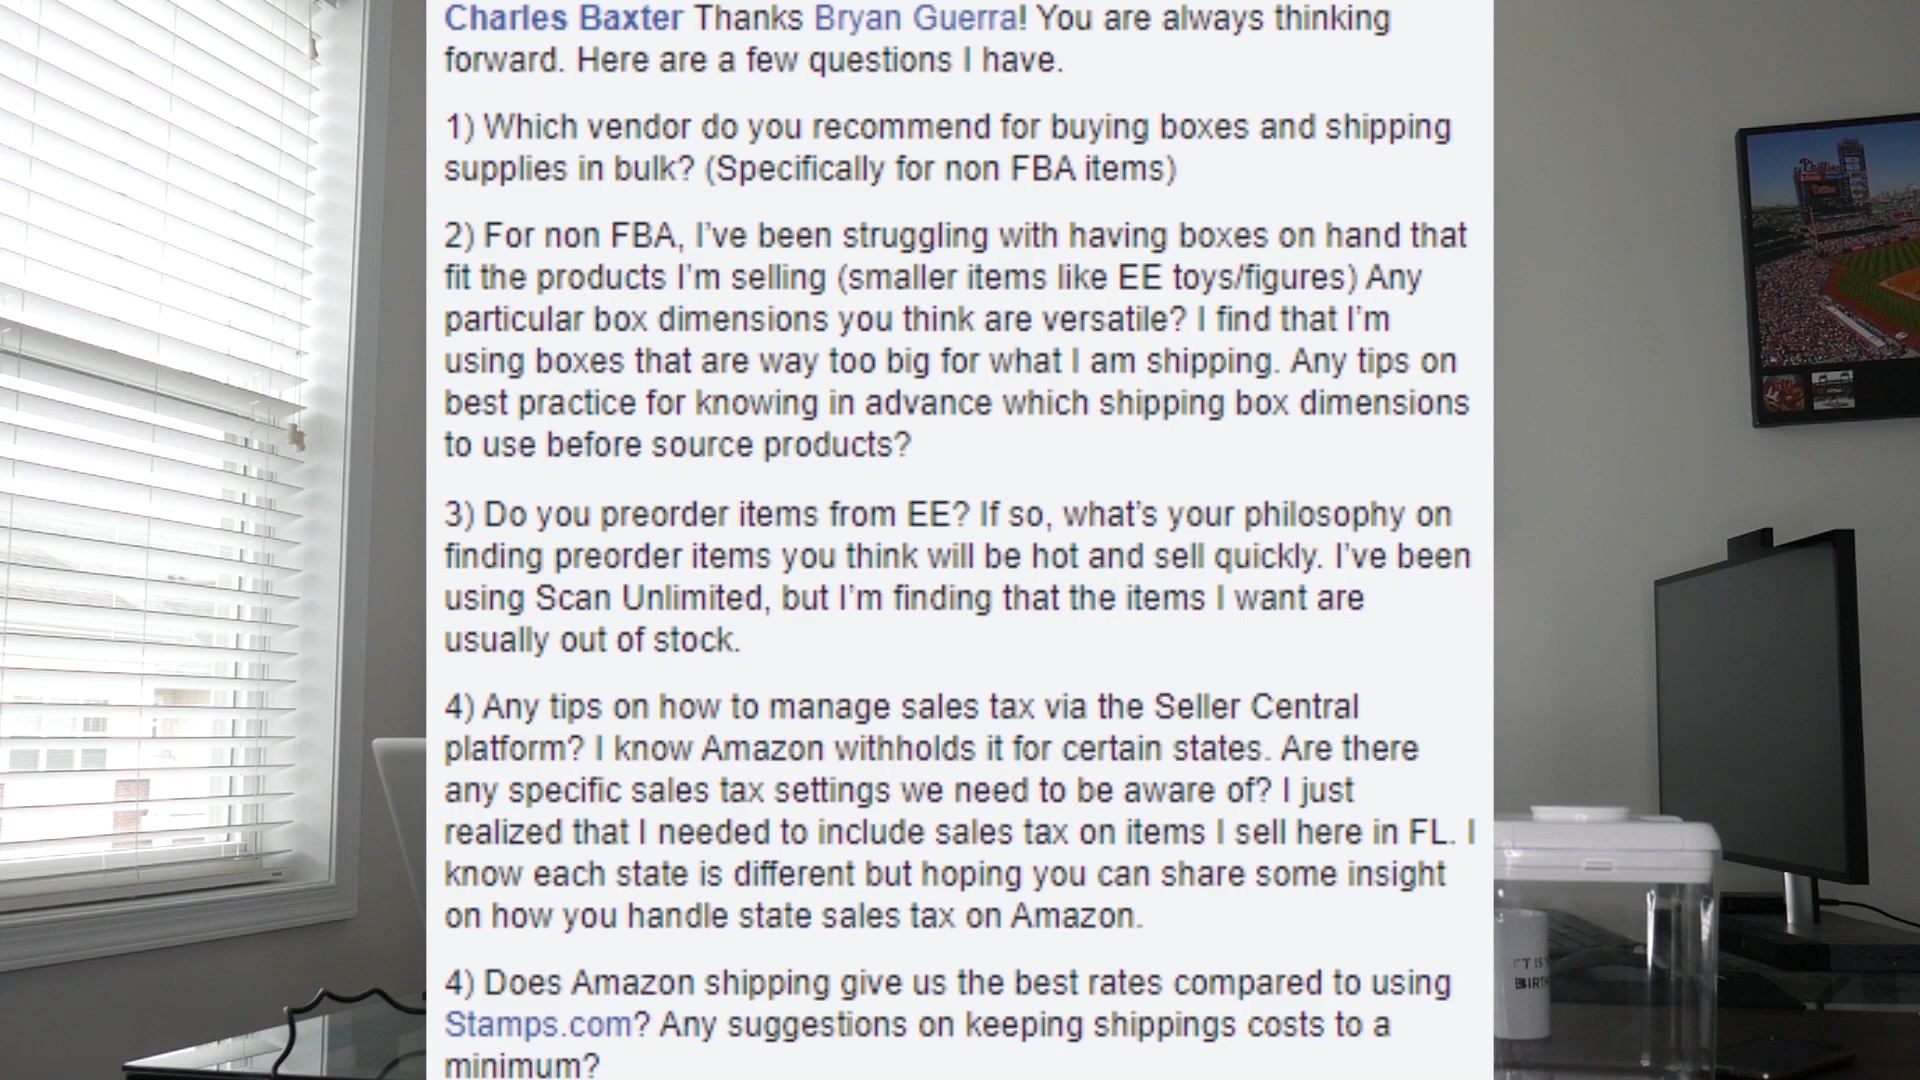 Charles Baxter Thanks Bryan Guerra! You are always thinking
forward. Here are a few questions I have.
1) Which vendor do you recommend for buying boxes and shipping
supplies in bulk? (Specifically for non FBA items)
2) For non FBA, I've been struggling with having boxes on hand that
fit the products I'm selling (smaller items like EE toys/figures) Any
particular box dimensions you think are versatile? I find that I'm
using boxes that are way too big for what I am shipping. Any tips on
best practice for knowing in advance which shipping box dimensions
to use before source products?
3) Do you preorder items from EE? If so, what's your philosophy on
finding preorder items you think will be hot and sell quickly. I've been
using Scan Unlimited, but I'm finding that the items I want are
usually out of stock.
4) Any tips on how to manage sales tax via the Seller Central
platform? I know Amazon withholds it for certain states. Are there
any specific sales tax settings we need to be aware of? I just
realized that I needed to include sales tax on items I sell here in FL. I
know each state is different but hoping you can share some insight
on how you handle state sales tax on Amazon.
4) Does Amazon shipping give us the best rates compared to using
Stamps.com? Any suggestions on keeping shippings costs to a
minimum?
Phillies